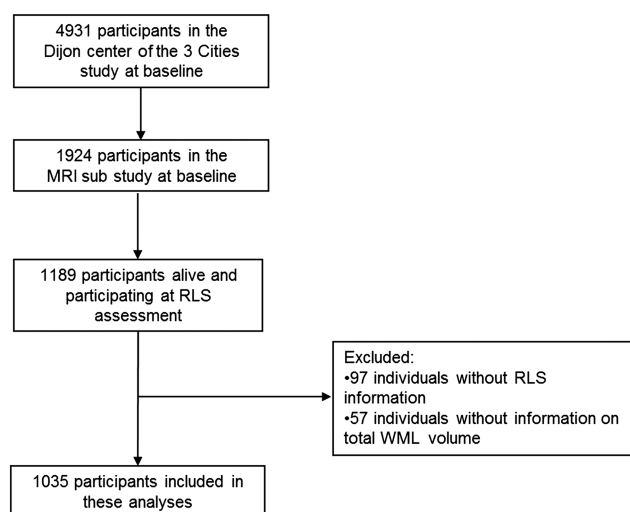 4931 participants in the
Dijon center of the 3 Cities
study at baseline
1924 participants in the
MRI sub study at baseline
1189 participants alive and
participating at RLS
assessment
Excluded:
•97 individuals without RLS
information
•57 individuals without information on
total WML volume
1035 participants included in
these analyses